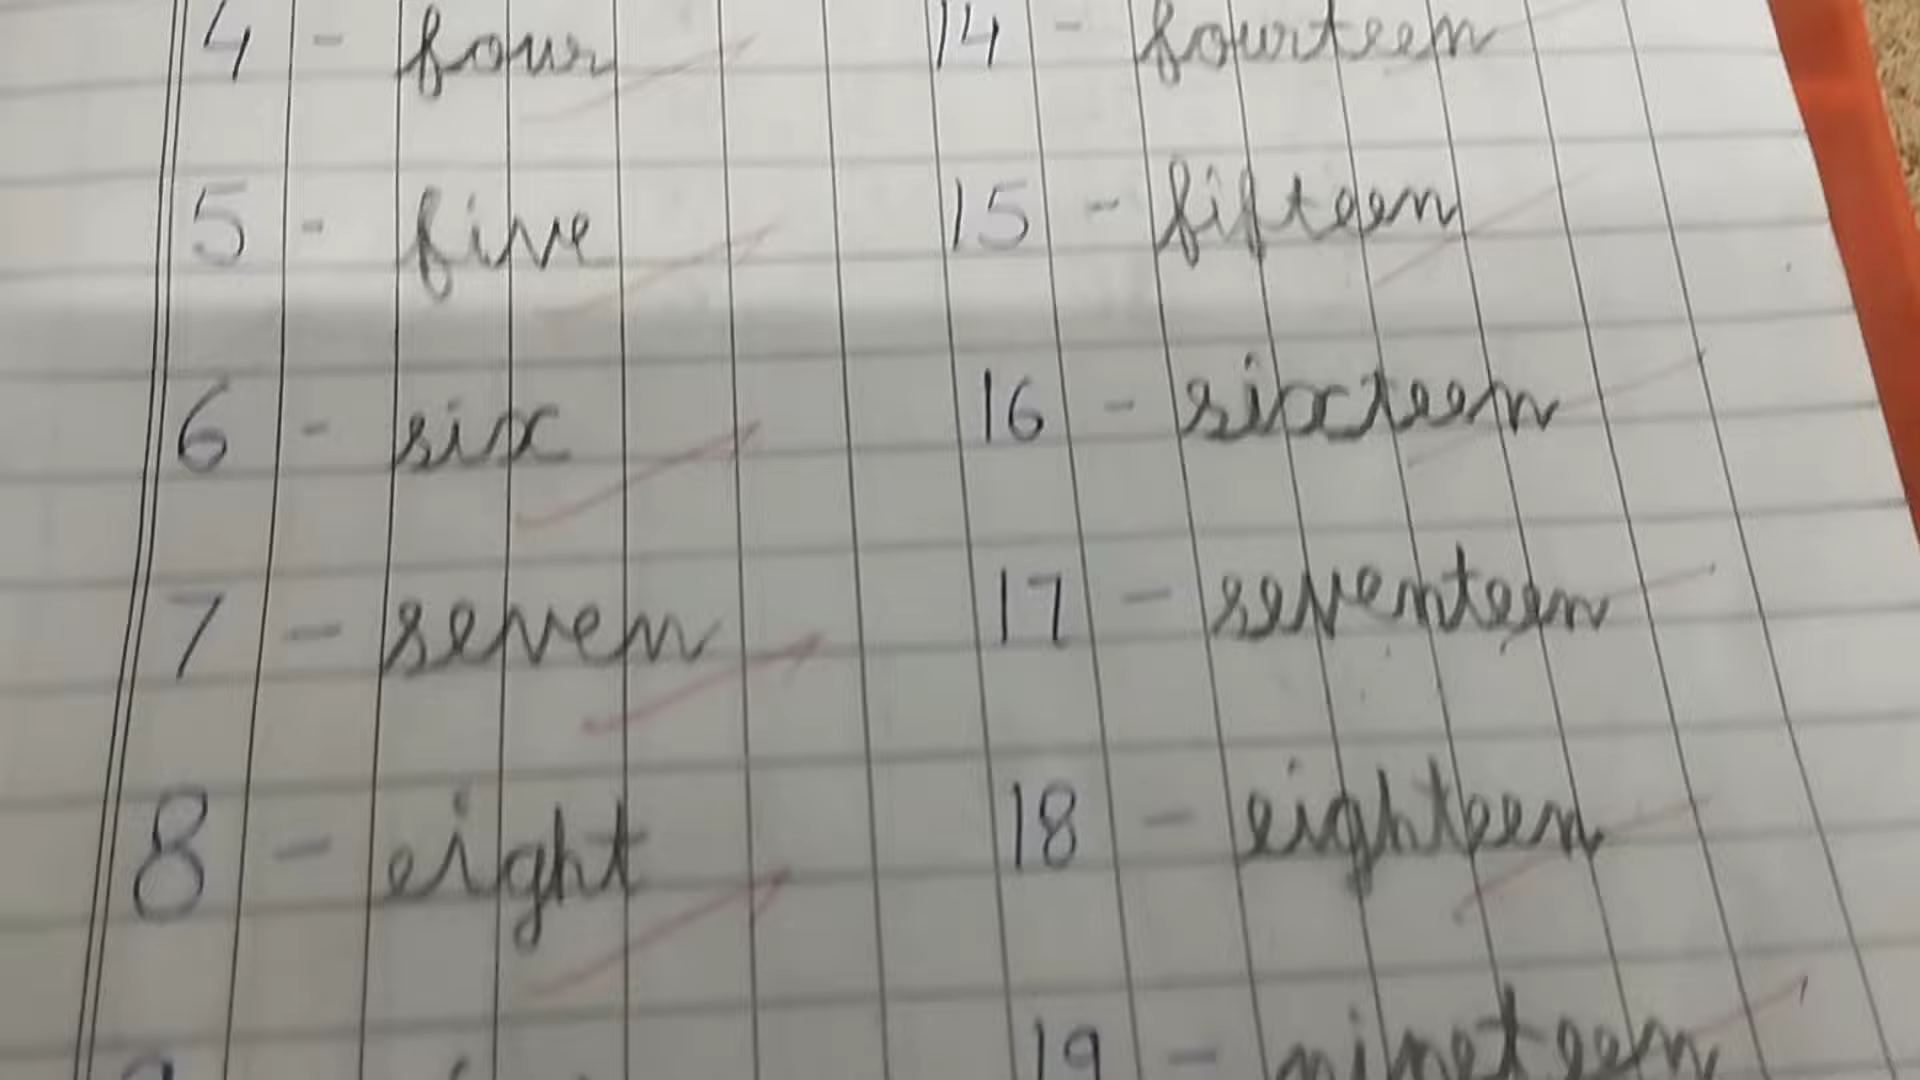 4 - four 14 - fourteen
5 - five 15 - fifteen
6 - six 16 - sixteen
7 - seven 17 - seventeen
8 - eight 18 - eighteen
19 - nineteen